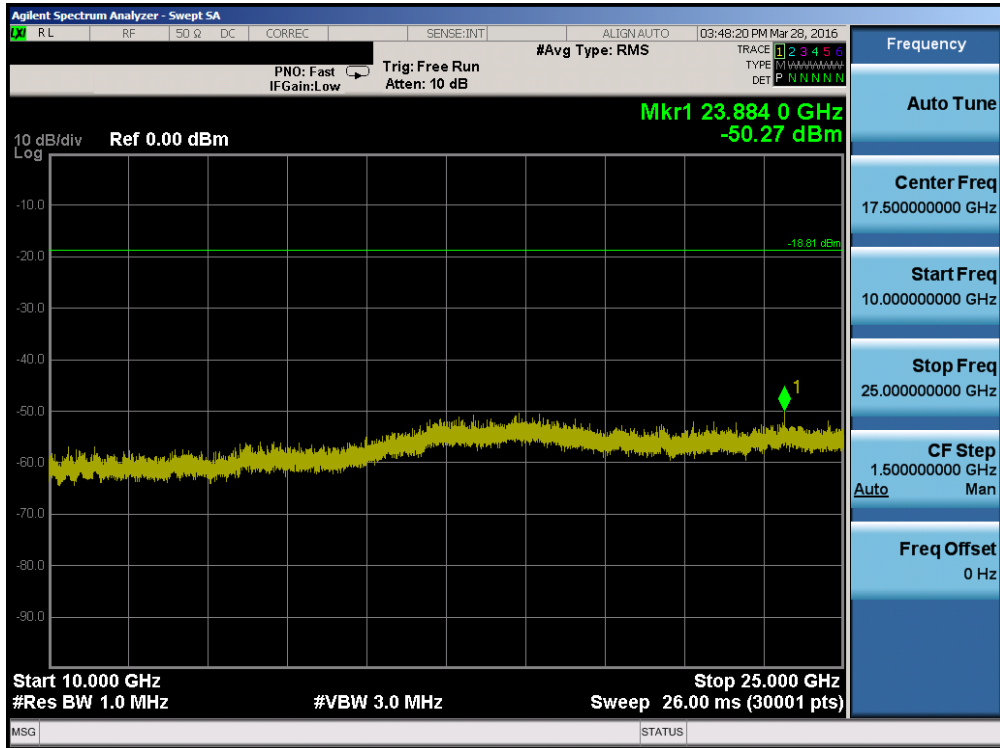 Agilent Spectrum Analyzer - Swept SA
LXI RL RF 50 Ω DC CORREC SENSE:INT ALIGN AUTO 03:48:20 PM Mar 28, 2016
#Avg Type: RMS
TRACE 1 2 3 4 5 6
TYPE M WWWWW
DET P N N N N N
PNO: Fast
IFGain:Low
Trig: Free Run
Atten: 10 dB
Mkr1 23.884 0 GHz
-50.27 dBm
10 dB/div Ref 0.00 dBm
Log
-10.0
-18.81 dBm
-20.0
-30.0
-40.0
1
-50.0
-60.0
-70.0
-80.0
-90.0
Start 10.000 GHz Stop 25.000 GHz
#Res BW 1.0 MHz #VBW 3.0 MHz Sweep 26.00 ms (30001 pts)
MSG STATUS
Frequency
Auto Tune
Center Freq
17.500000000 GHz
Start Freq
10.000000000 GHz
Stop Freq
25.000000000 GHz
CF Step
1.500000000 GHz
Auto Man
Freq Offset
0 Hz